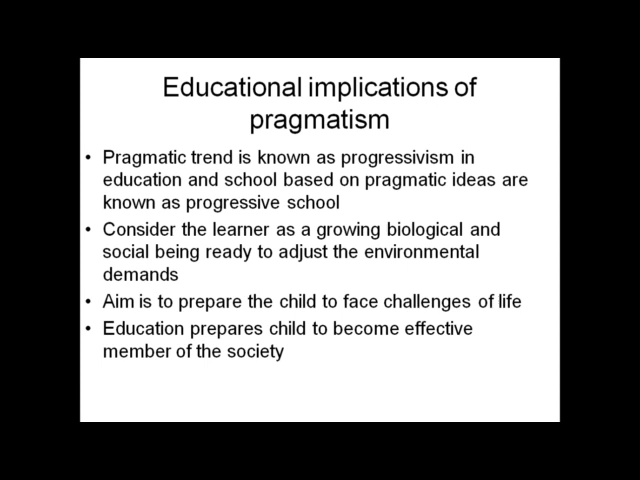 Educational implications of
pragmatism
• Pragmatic trend is known as progressivism in
education and school based on pragmatic ideas are
known as progressive school
• Consider the learner as a growing biological and
social being ready to adjust the environmental
demands
• Aim is to prepare the child to face challenges of life
• Education prepares child to become effective
member of the society